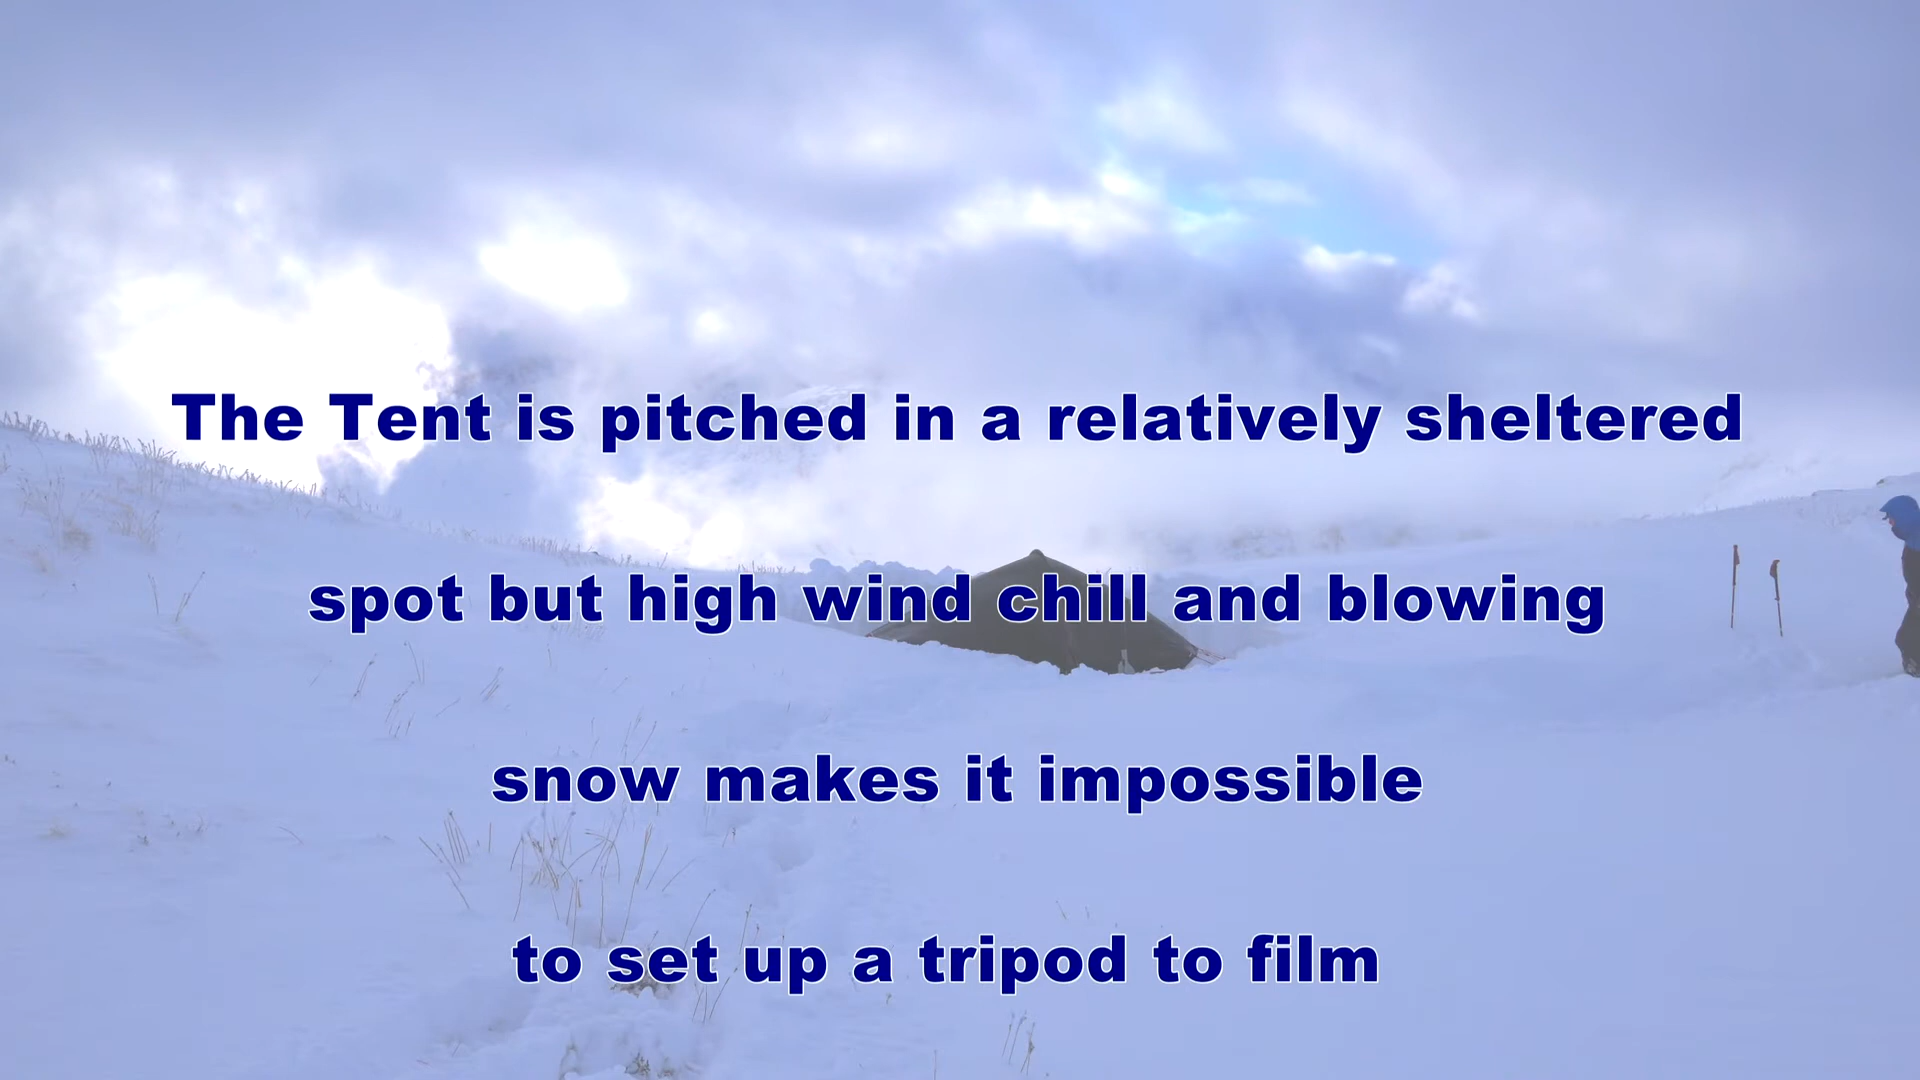 The Tent is pitched in a relatively sheltered
spot but high wind chill and blowing
snow makes it impossible
to set up a tripod to film